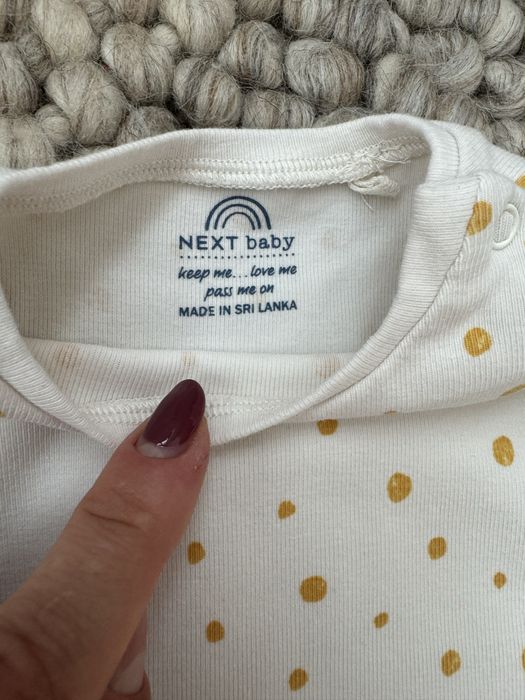 NEXT baby
keep me...love me
pass me on
MADE IN SRI LANKA